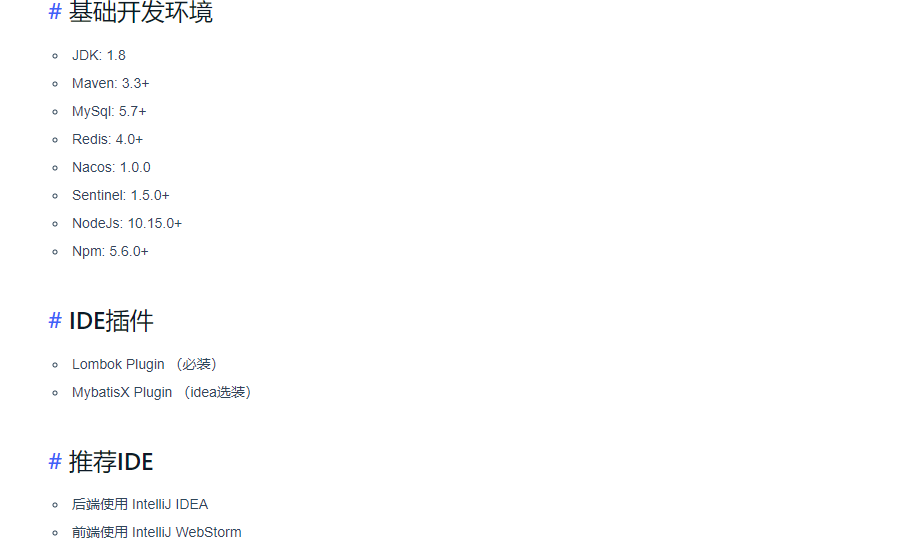 # 基础开发环境
JDK: 1.8
Maven: 3.3+
MySql: 5.7+
Redis: 4.0+
Nacos: 1.0.0
Sentinel: 1.5.0+
NodeJs: 10.15.0+
Npm: 5.6.0+
# IDE插件
Lombok Plugin （必装）
MybatisX Plugin （idea选装）
# 推荐IDE
后端使用 IntelliJ IDEA
前端使用 IntelliJ WebStorm